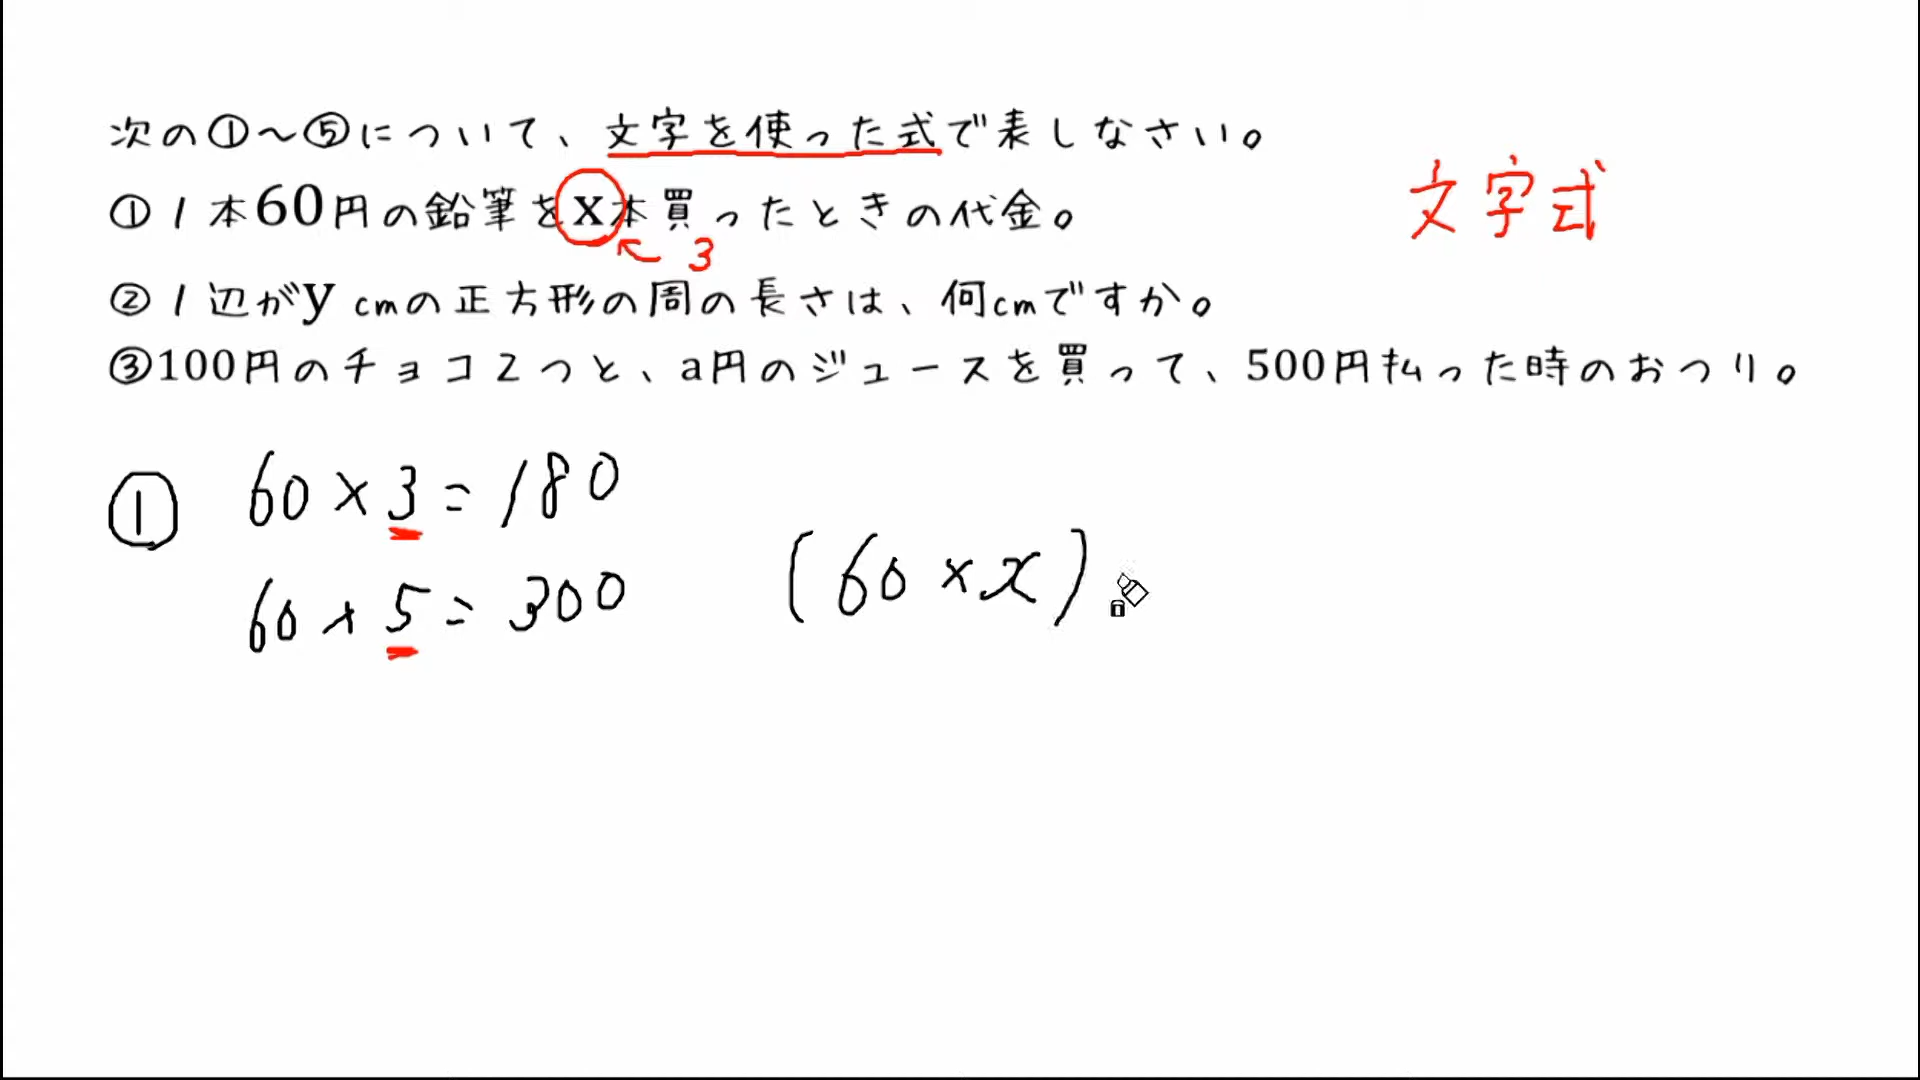 次の①～⑤について、文字を使った式で表しなさい。
①1本60円の鉛筆をx本買ったときの代金。
文字式
3
②1辺がy cmの正方形の周の長さは、何cmですか。
③100円のチョコ2つと、a円のジュースを買って、500円払った時のおつり。
① 60×3=180
(60×x)
60×5=300